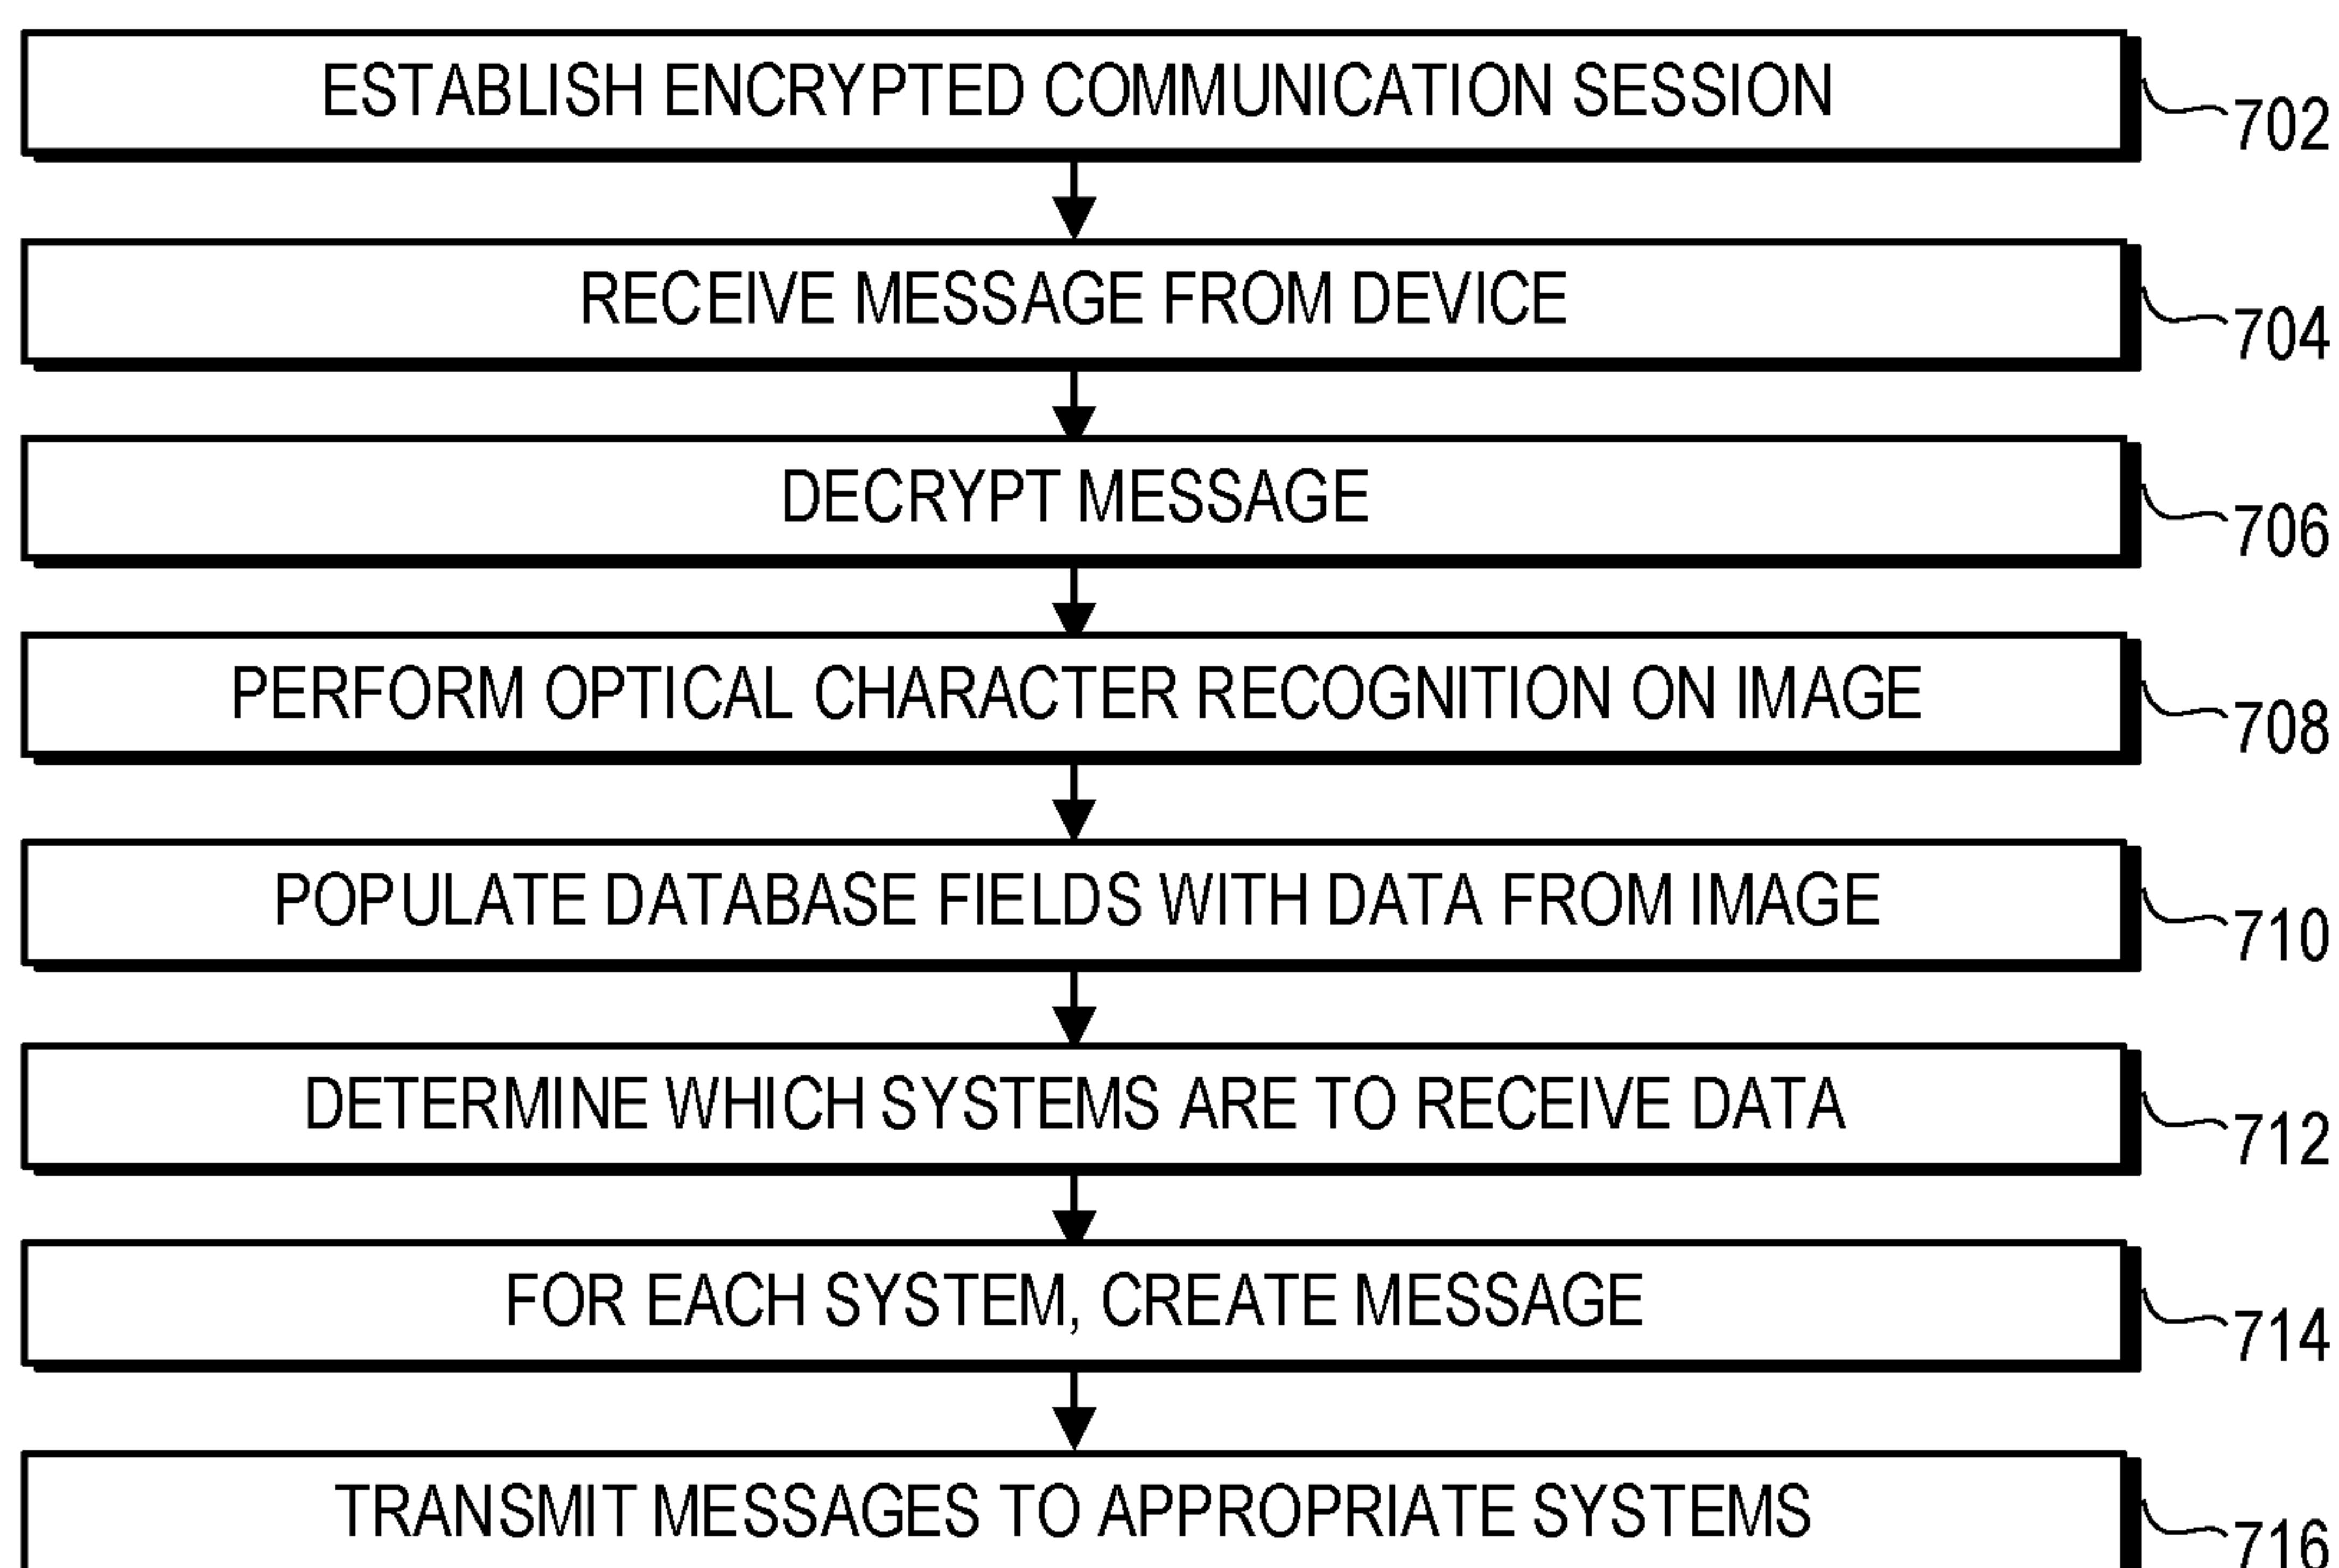 ESTABLISH ENCRYPTED COMMUNICATION SESSION
702
RECEIVE MESSAGE FROM DEVICE
704
DECRYPT MESSAGE
706
PERFORM OPTICAL CHARACTER RECOGNITION ON IMAGE
708
POPULATE DATABASE FIELDS WITH DATA FROM IMAGE
710
DETERMINE WHICH SYSTEMS ARE TO RECEIVE DATA
712
FOR EACH SYSTEM, CREATE MESSAGE
714
TRANSMIT MESSAGES TO APPROPRIATE SYSTEMS
716